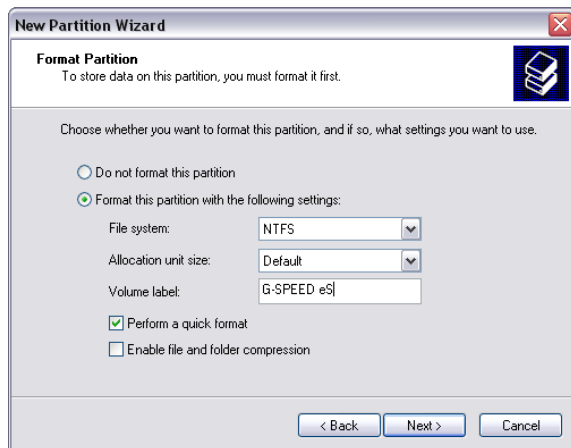 New Partition Wizard
Format Partition
To store data on this partition, you must format it first.
Choose whether you want to format this partition, and if so, what settings you want to use.
Do not format this partition
Format this partition with the following settings:
File system: NTFS
Allocation unit size: Default
Volume label: G-SPEED eS
Perform a quick format
Enable file and folder compression
< Back Next > Cancel